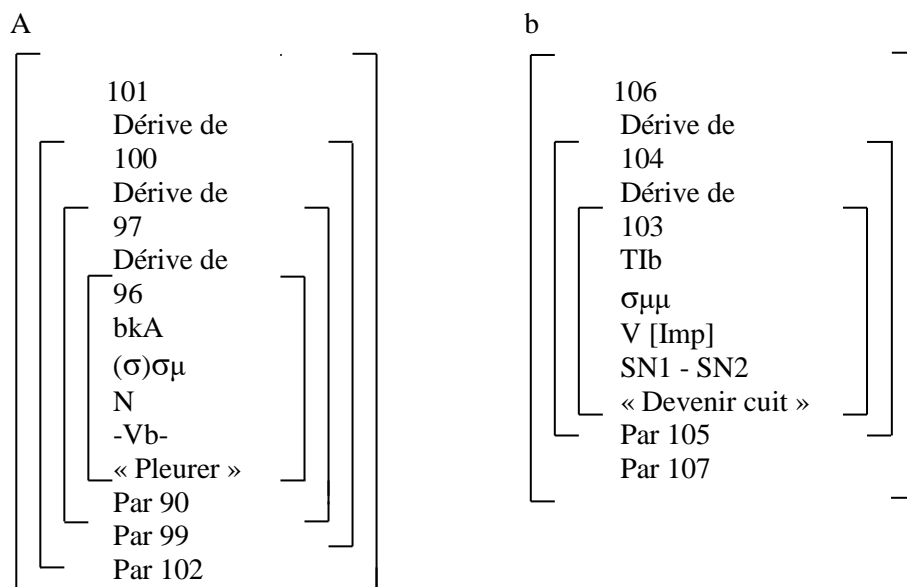 A
101
Dérive de
100
Dérive de
97
Dérive de
96
bkA
(σ)σμ
N
-Vb-
« Pleurer »
Par 90
Par 99
Par 102
b
106
Dérive de
104
Dérive de
103
TIb
σμμ
V [Imp]
SN1 - SN2
« Devenir cuit »
Par 105
Par 107